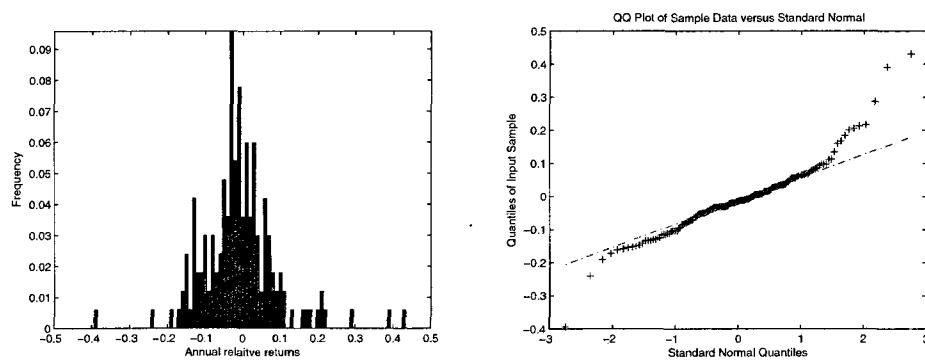 0.09
0.08
0.07
0.06
0.05
0.04
0.03
0.02
0.01
0
Frequency
−0.5 −0.4 −0.3 −0.2 −0.1 0 0.1 0.2 0.3 0.4 0.5
Annual relaitve returns
QQ Plot of Sample Data versus Standard Normal
0.5
0.4
0.3
0.2
0.1
0
−0.1
−0.2
−0.3
−0.4
Quantiles of Input Sample
−3 −2 −1 0 1 2 3
Standard Normal Quantiles